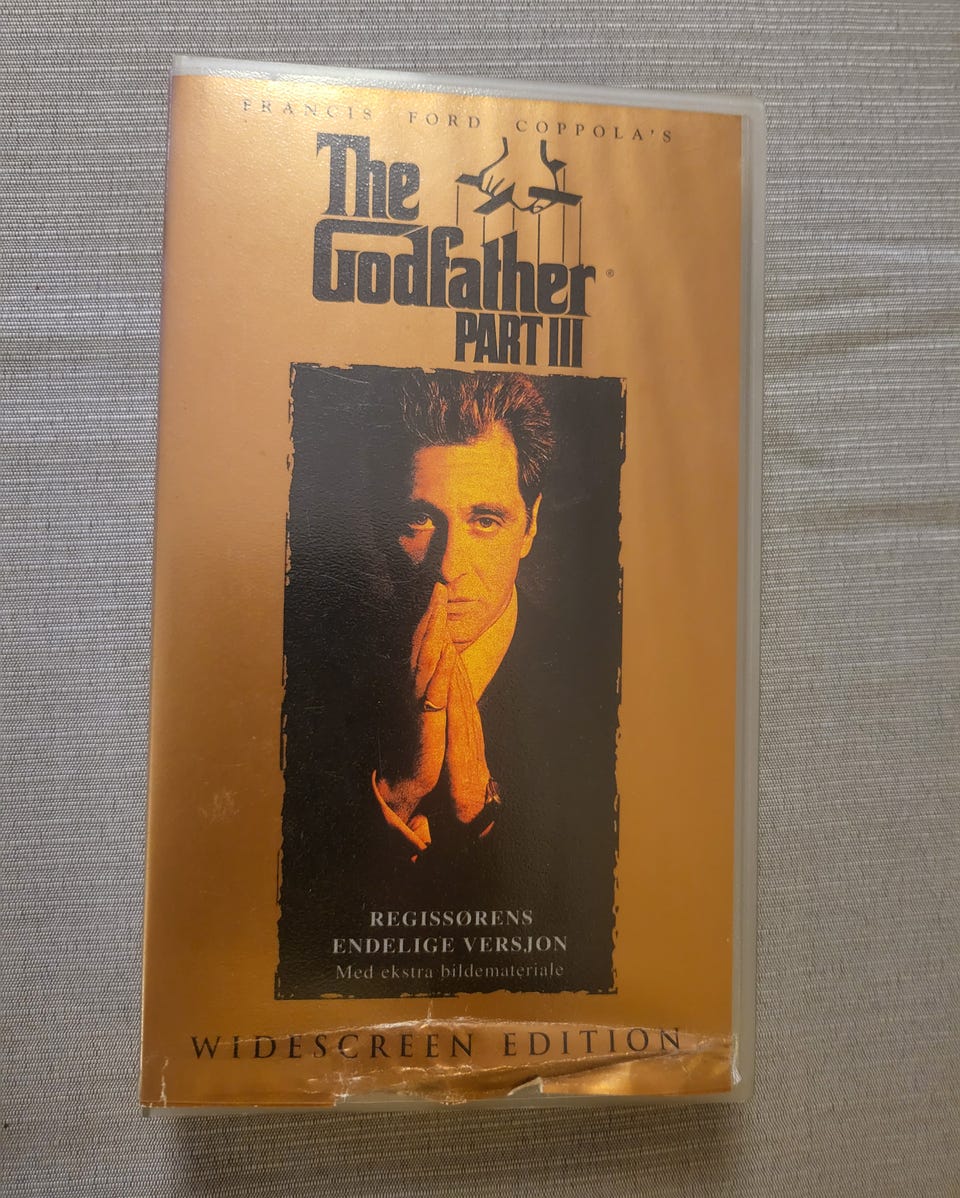 FRANCIS FORD COPPOLA'S
The
Godfather®
PART III
REGISSØRENS
ENDELIGE VERSJON
Med ekstra bildemateriale
WIDESCREEN EDITION